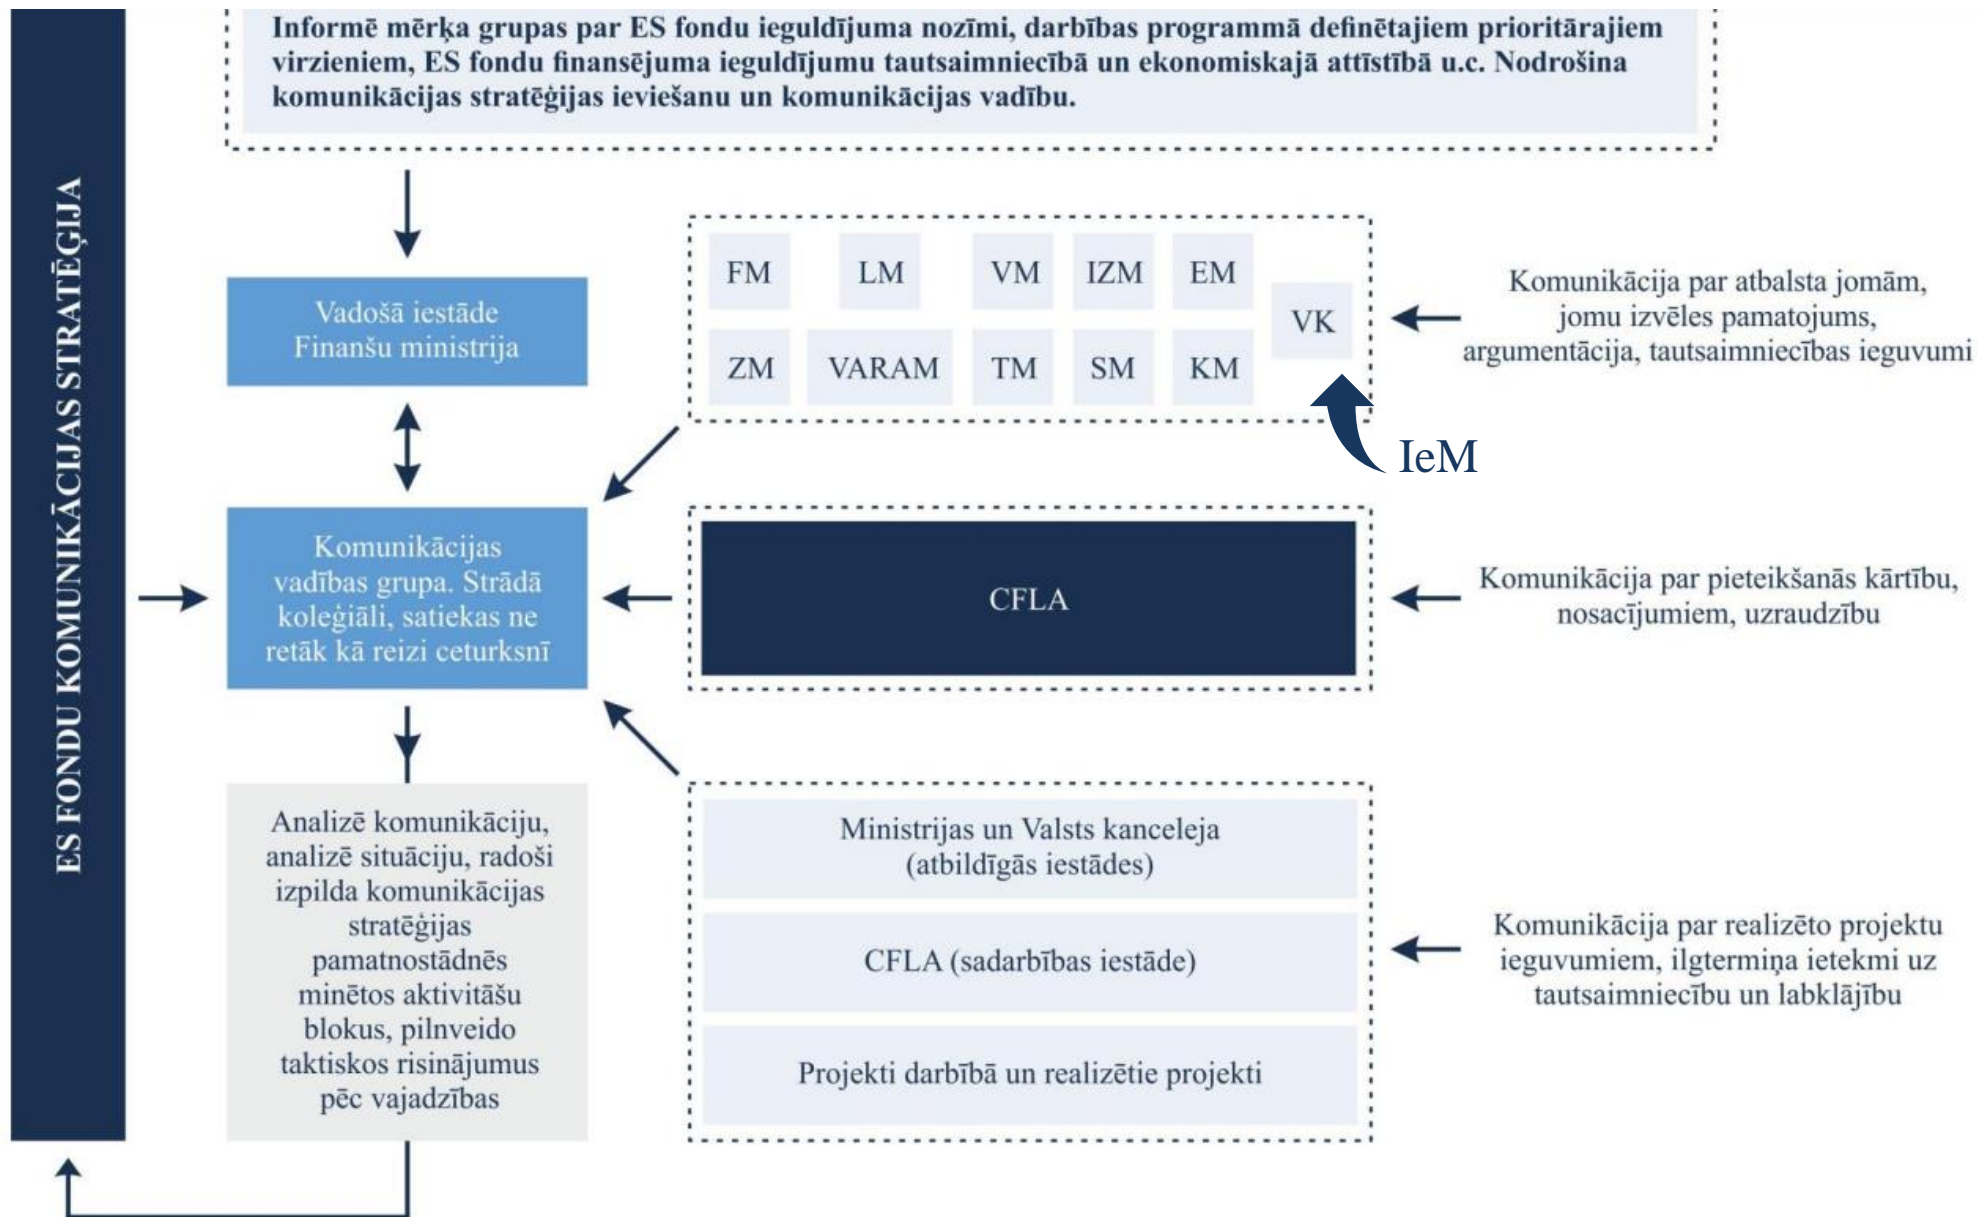 Informē mērķa grupas par ES fondu ieguldījuma nozīmi, darbības programmā definētajiem prioritārajiem
virzieniem, ES fondu finansējuma ieguldījumu tautsaimniecībā un ekonomiskajā attīstībā u.c. Nodrošina
komunikācijas stratēģijas ieviešanu un komunikācijas vadību.
ES FONDU KOMUNIKĀCIJAS STRATĒĢIJA
Vadošā iestāde
Finanšu ministrija
FM LM VM IZM EM
VK
ZM VARAM TM SM KM
IeM
Komunikācija par atbalsta jomām,
jomu izvēles pamatojums,
argumentācija, tautsaimniecības ieguvumi
Komunikācijas
vadības grupa. Strādā
koleģiāli, satiekas ne
retāk kā reizi ceturksnī
CFLA
Komunikācija par pieteikšanās kārtību,
nosacījumiem, uzraudzību
Analizē komunikāciju,
analizē situāciju, radoši
izpilda komunikācijas
stratēģijas
pamatnostādnēs
minētos aktivitāšu
blokus, pilnveido
taktiskos risinājumus
pēc vajadzības
Ministrijas un Valsts kanceleja
(atbildīgās iestādes)
CFLA (sadarbības iestāde)
Projekti darbībā un realizētie projekti
Komunikācija par realizēto projektu
ieguvumiem, ilgtermiņa ietekmi uz
tautsaimniecību un labklājību